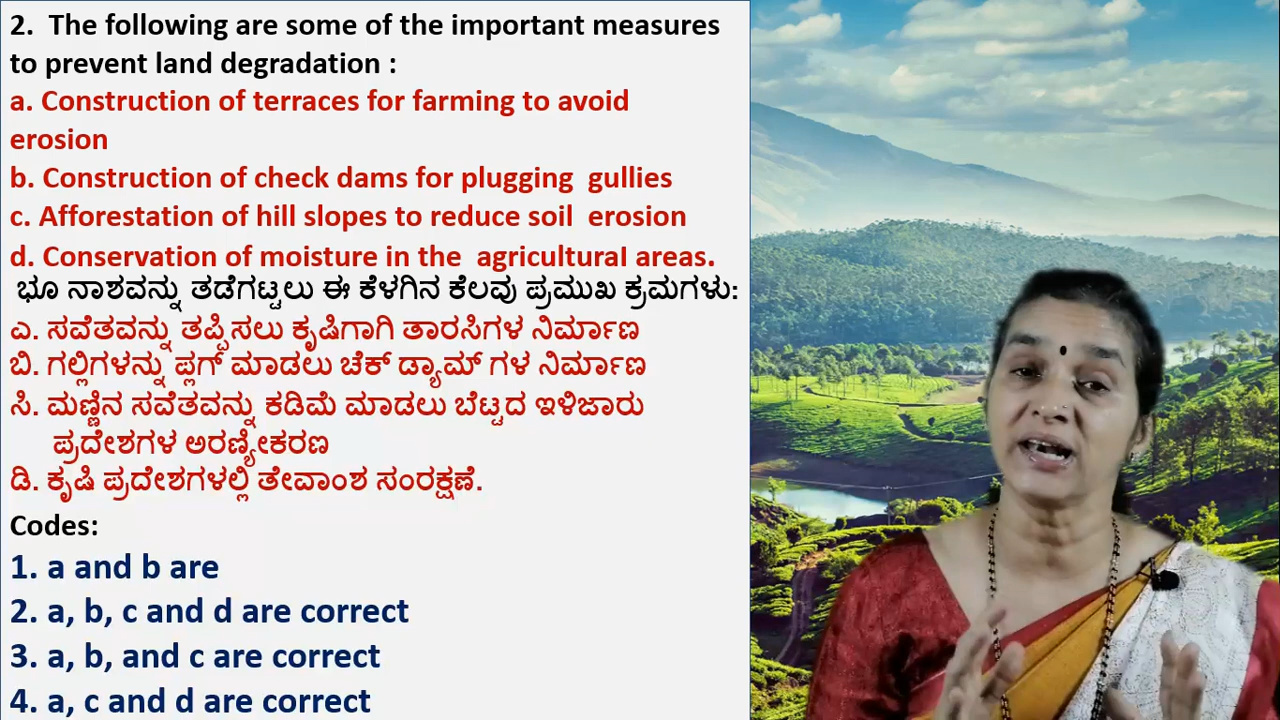 2. The following are some of the important measures
to prevent land degradation :
a. Construction of terraces for farming to avoid
erosion
b. Construction of check dams for plugging gullies
c. Afforestation of hill slopes to reduce soil erosion
d. Conservation of moisture in the agricultural areas.
ಭೂ ನಾಶವನ್ನು ತಡೆಗಟ್ಟಲು ಈ ಕೆಳಗಿನ ಕೆಲವು ಪ್ರಮುಖ ಕ್ರಮಗಳು:
ಎ. ಸವೆತವನ್ನು ತಪ್ಪಿಸಲು ಕೃಷಿಗಾಗಿ ತಾರಸಿಗಳ ನಿರ್ಮಾಣ
ಬಿ. ಗಲ್ಲಿಗಳನ್ನು ಪ್ಲಗ್ ಮಾಡಲು ಚೆಕ್ ಡ್ಯಾಮ್ ಗಳ ನಿರ್ಮಾಣ
ಸಿ. ಮಣ್ಣಿನ ಸವೆತವನ್ನು ಕಡಿಮೆ ಮಾಡಲು ಬೆಟ್ಟದ ಇಳಿಜಾರು
ಪ್ರದೇಶಗಳ ಅರಣ್ಯೀಕರಣ
ಡಿ. ಕೃಷಿ ಪ್ರದೇಶಗಳಲ್ಲಿ ತೇವಾಂಶ ಸಂರಕ್ಷಣೆ.
Codes:
1. a and b are
2. a, b, c and d are correct
3. a, b, and c are correct
4. a, c and d are correct